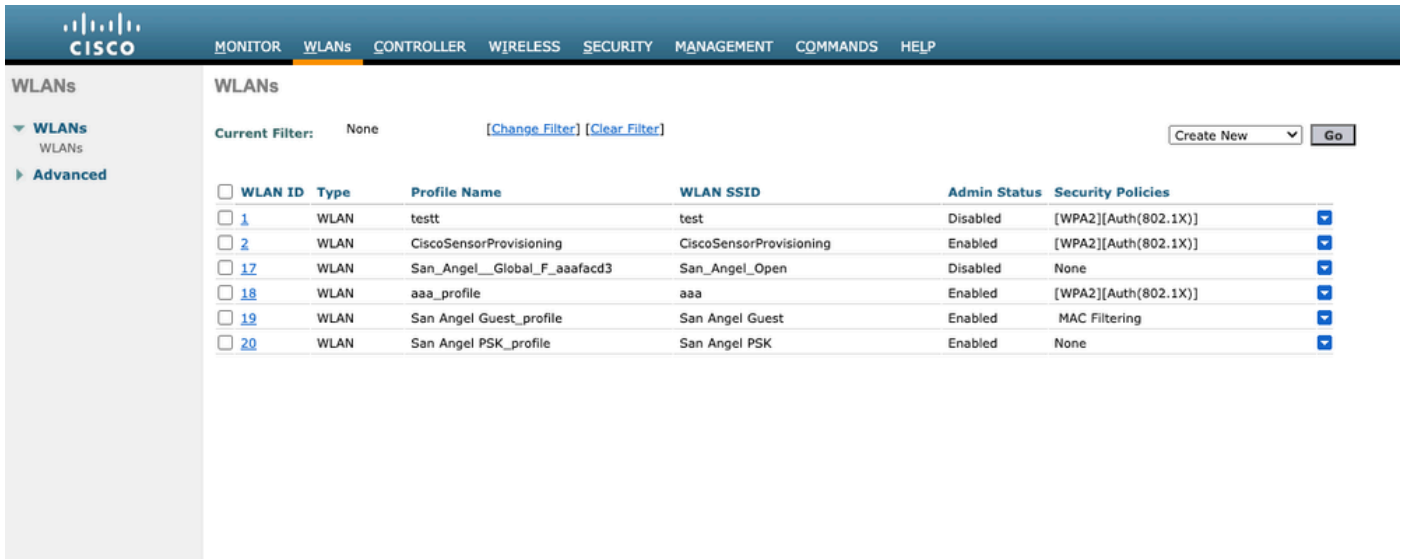 CISCO
MONITOR WLANs CONTROLLER WIRELESS SECURITY MANAGEMENT COMMANDS HELP
WLANs
WLANs
WLANs
Advanced
WLANs
Current Filter: None [Change Filter] [Clear Filter]
Create New Go
WLAN ID Type Profile Name WLAN SSID Admin Status Security Policies
1 WLAN testt test Disabled [WPA2][Auth(802.1X)]
2 WLAN CiscoSensorProvisioning CiscoSensorProvisioning Enabled [WPA2][Auth(802.1X)]
17 WLAN San_Angel__Global_F_aaafacd3 San_Angel_Open Disabled None
18 WLAN aaa_profile aaa Enabled [WPA2][Auth(802.1X)]
19 WLAN San Angel Guest_profile San Angel Guest Enabled MAC Filtering
20 WLAN San Angel PSK_profile San Angel PSK Enabled None